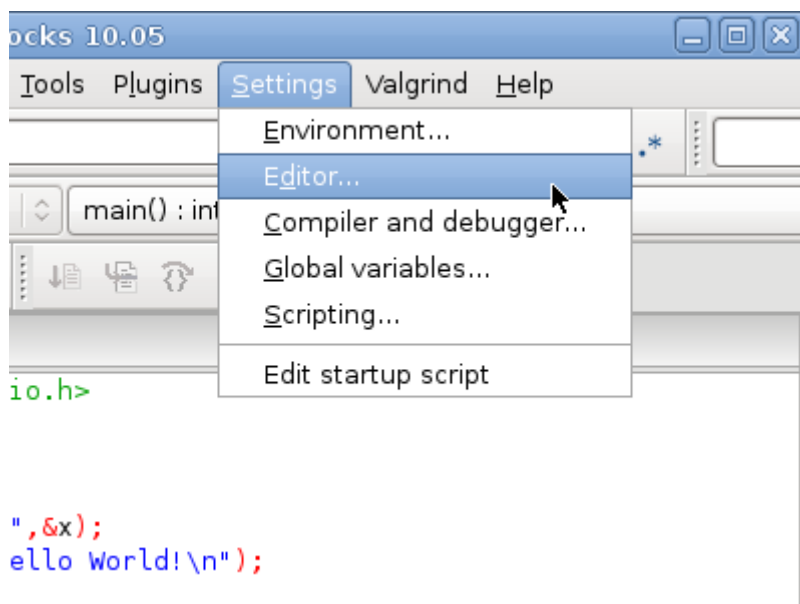 ocks 10.05
Tools Plugins Settings Valgrind Help
Environment...
.*
Editor...
main() : int
Compiler and debugger...
Global variables...
Scripting...
Edit startup script
io.h>
",&x);
ello World!\n");